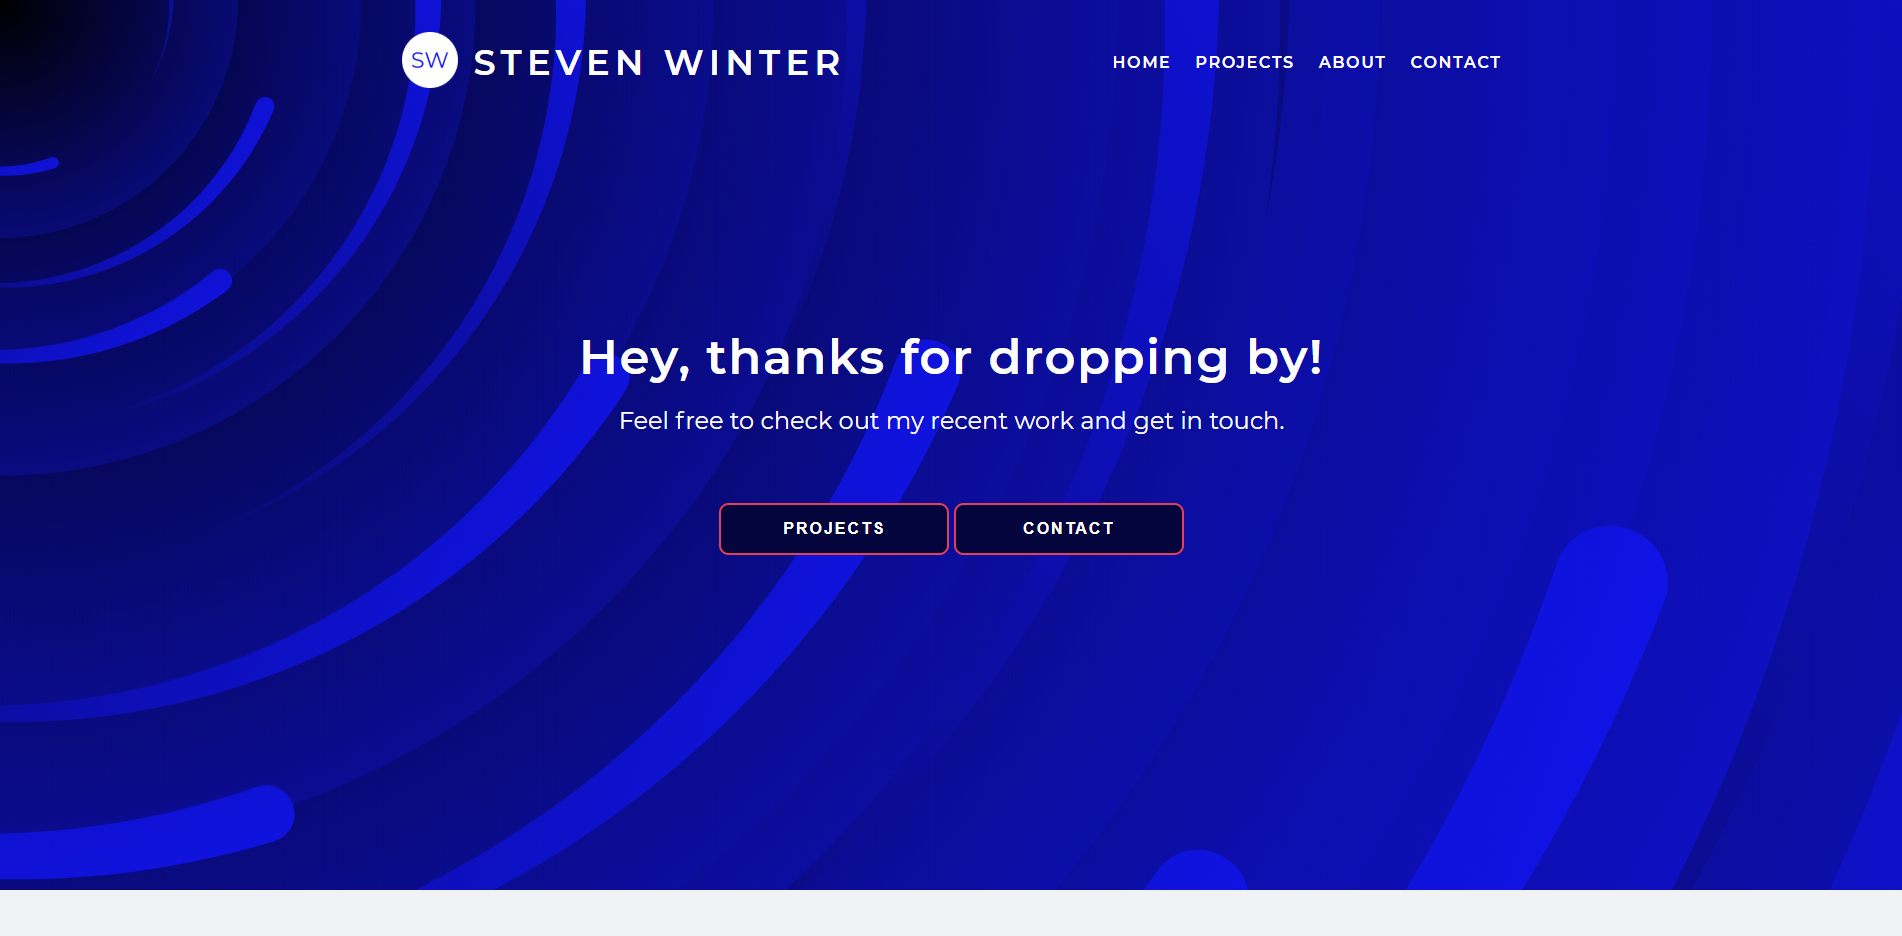 SW STEVEN WINTER
HOME PROJECTS ABOUT CONTACT
Hey, thanks for dropping by!
Feel free to check out my recent work and get in touch.
PROJECTS CONTACT